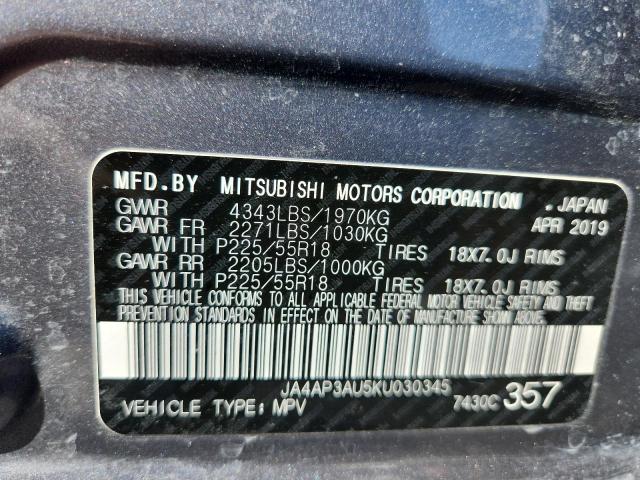 MFD.BY MITSUBISHI MOTORS CORPORATION . JAPAN
GVWR 4343LBS/1970KG APR 2019
GAWR FR 2271LBS/1030KG
WITH P225/55R18 TIRES 18X7.0J RIMS
GAWR RR 2205LBS/1000KG
WITH P225/55R18 TIRES 18X7.0J RIMS
THIS VEHICLE CONFORMS TO ALL APPLICABLE FEDERAL MOTOR VEHICLE SAFETY AND THEFT
PREVENTION STANDARDS IN EFFECT ON THE DATE OF MANUFACTURE SHOWN ABOVE.
JA4AP3AU5KU030345
VEHICLE TYPE: MPV 7430C 357